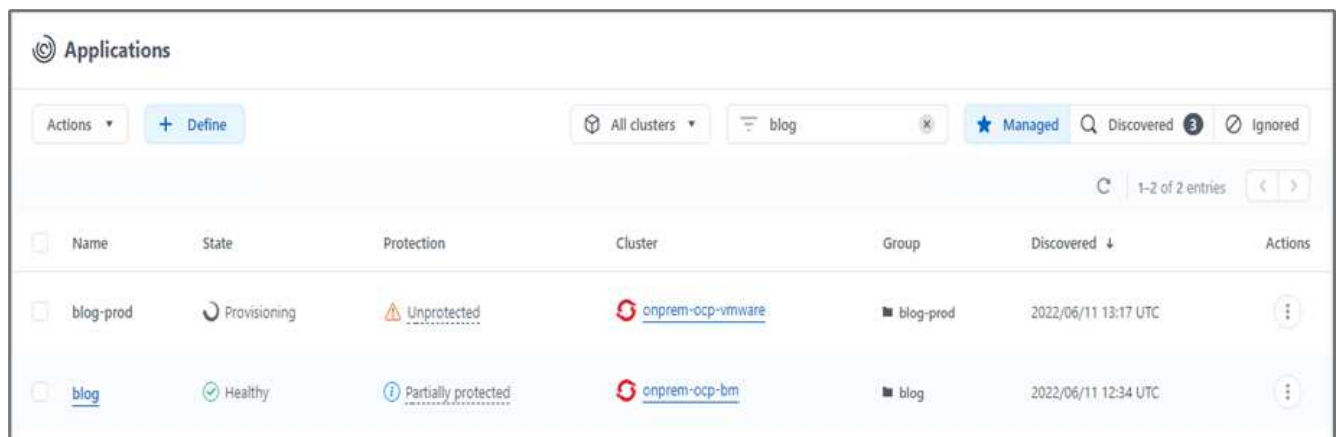 Applications
Actions + Define All clusters blog Managed Discovered 3 Ignored
1-2 of 2 entries
Name State Protection Cluster Group Discovered Actions
blog-prod Provisioning Unprotected onprem-ocp-vmware blog-prod 2022/06/11 13:17 UTC
blog Healthy Partially protected onprem-ocp-bm blog 2022/06/11 12:34 UTC